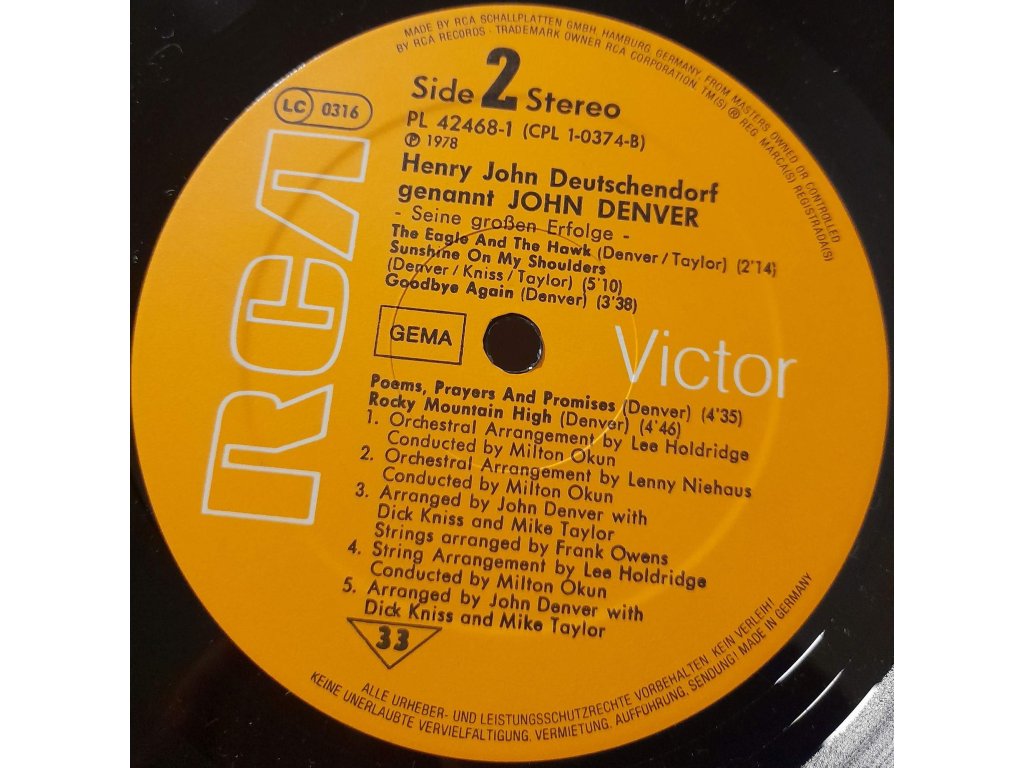 MADE BY RCA SCHALLPLATTEN GMBH, HAMBURG, GERMANY, FROM MASTERS OWNED OR CONTROLLED
BY RCA RECORDS · TRADEMARK OWNER RCA CORPORATION. TM(S) ® REG. MARCA(S) REGISTRADA(S)
Side 2 Stereo
LC 0316
PL 42468-1 (CPL 1-0374-B)
℗ 1978
Henry John Deutschendorf
genannt JOHN DENVER
- Seine großen Erfolge -
The Eagle And The Hawk (Denver/Taylor) (2'14)
Sunshine On My Shoulders
(Denver/Kniss/Taylor) (5'10)
Goodbye Again (Denver) (3'38)
GEMA
RCA
Victor
Poems, Prayers And Promises (Denver) (4'35)
Rocky Mountain High (Denver) (4'46)
1. Orchestral Arrangement by Lee Holdridge
Conducted by Milton Okun
2. Orchestral Arrangement by Lenny Niehaus
Conducted by Milton Okun
3. Arranged by John Denver with
Dick Kniss and Mike Taylor
Strings arranged by Frank Owens
4. String Arrangement by Lee Holdridge
Conducted by Milton Okun
5. Arranged by John Denver with
Dick Kniss and Mike Taylor
33
ALLE URHEBER- UND LEISTUNGSSCHUTZRECHTE VORBEHALTEN. KEIN VERLEIH!
KEINE UNERLAUBTE VERVIELFÄLTIGUNG, VERMIETUNG, AUFFÜHRUNG, SENDUNG! MADE IN GERMANY